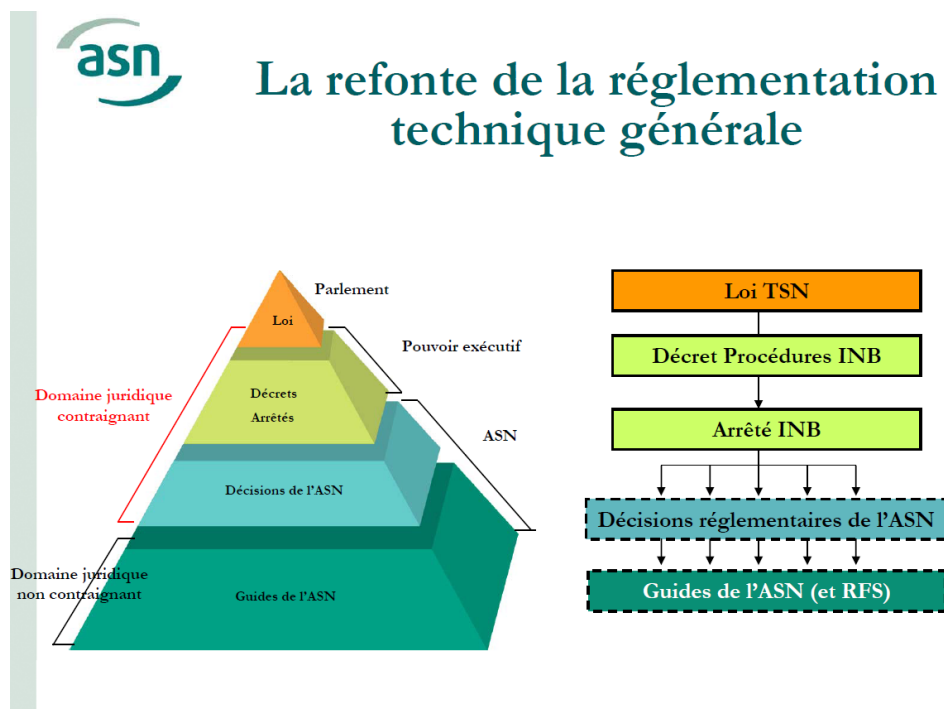 asn
La refonte de la réglementation
technique générale
Parlement
Loi
Pouvoir exécutif
Domaine juridique
contraignant
Décrets
Arrêtés
ASN
Décisions de l'ASN
Domaine juridique
non contraignant
Guides de l'ASN
Loi TSN
Décret Procédures INB
Arrêté INB
Décisions réglementaires de l'ASN
Guides de l'ASN (et RFS)